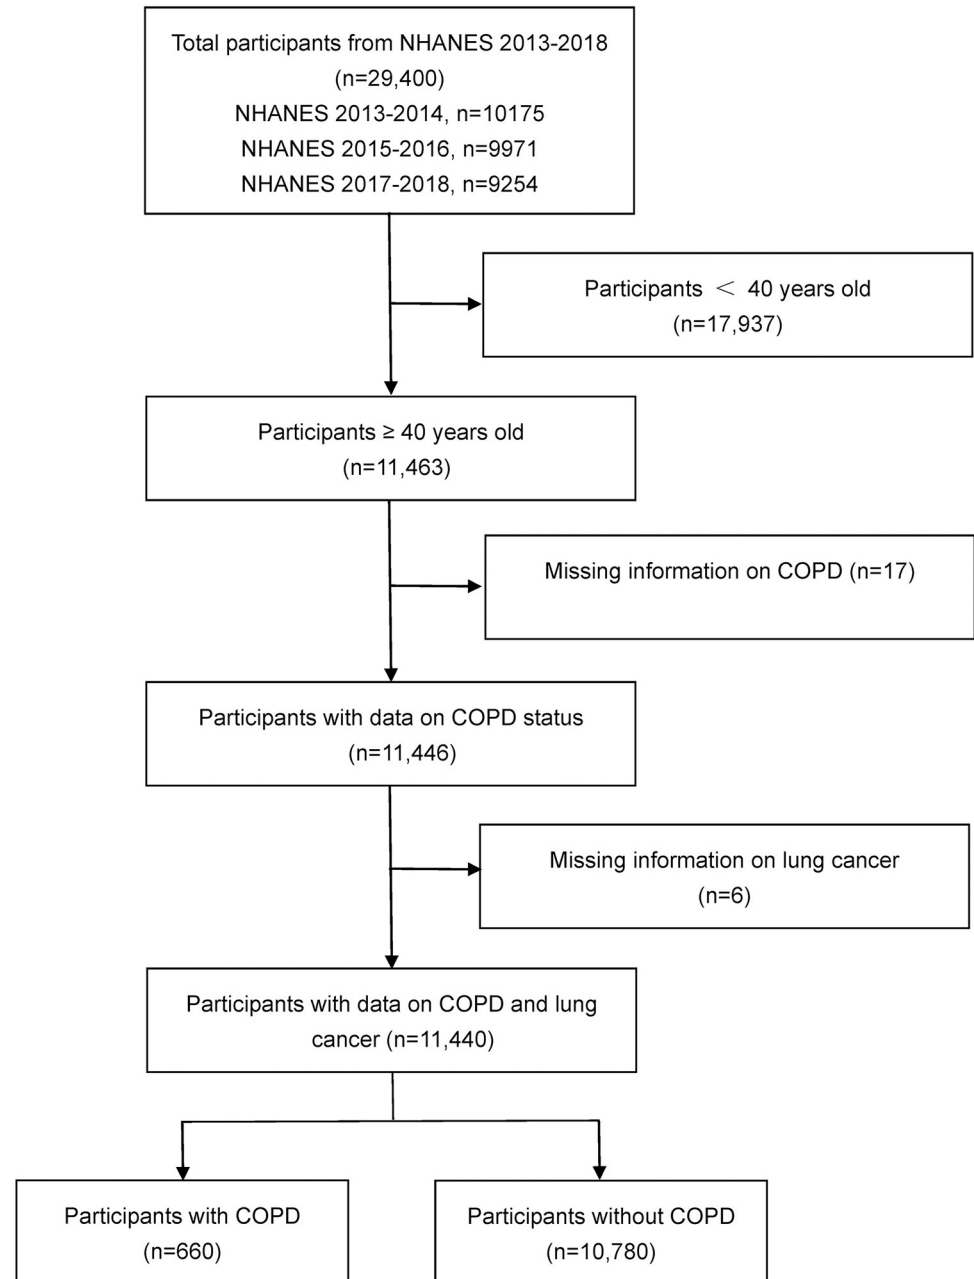 Total participants from NHANES 2013-2018
(n=29,400)
NHANES 2013-2014, n=10175
NHANES 2015-2016, n=9971
NHANES 2017-2018, n=9254
Participants < 40 years old
(n=17,937)
Participants ≥ 40 years old
(n=11,463)
Missing information on COPD (n=17)
Participants with data on COPD status
(n=11,446)
Missing information on lung cancer
(n=6)
Participants with data on COPD and lung
cancer (n=11,440)
Participants with COPD
(n=660)
Participants without COPD
(n=10,780)